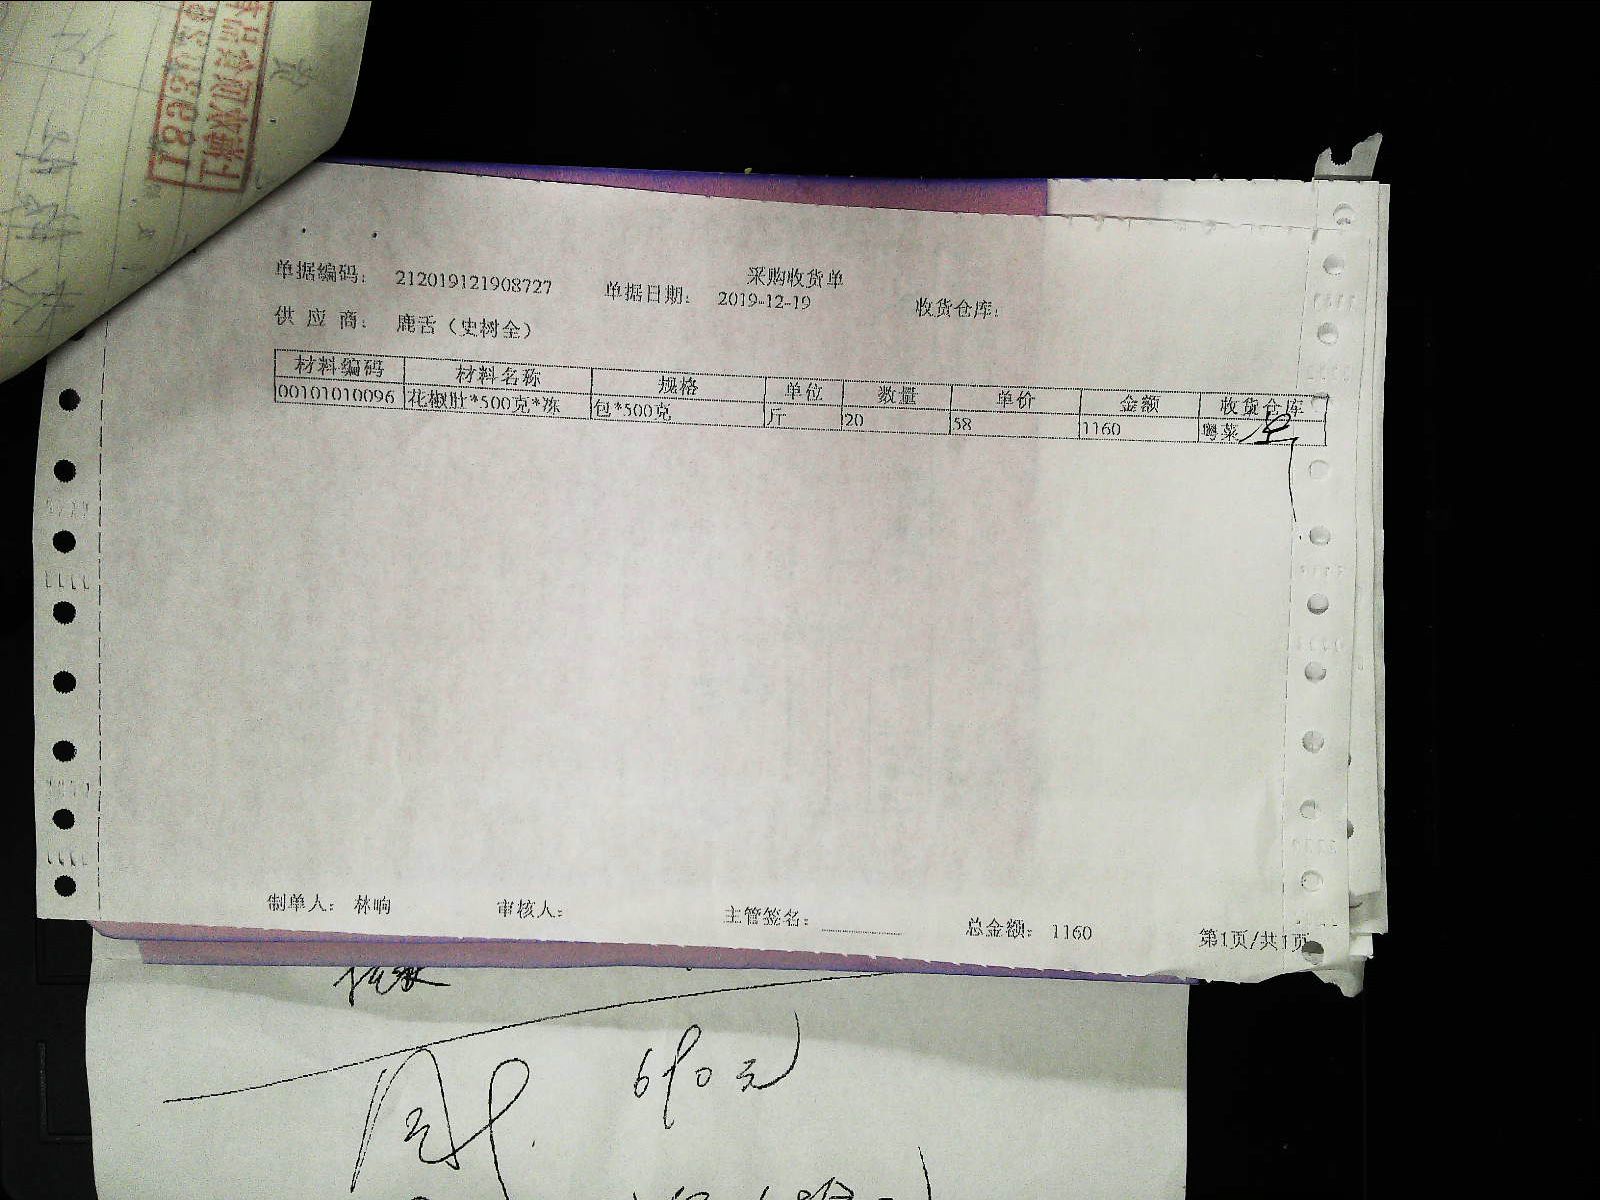 采购收货单
单据编码： 212019121908727 单据日期： 2019-12-19 收货仓库：
供 应 商： 鹿舌（史树全）
材料编码 材料名称 规格 单位 数量 单价 金额 收货仓库
00101010096 花椒肚*500克*冻 包*500克 斤 20 58 1160 粤菜
制单人： 林响 审核人： 主管签名： 总金额： 1160 第1页/共1页
690元